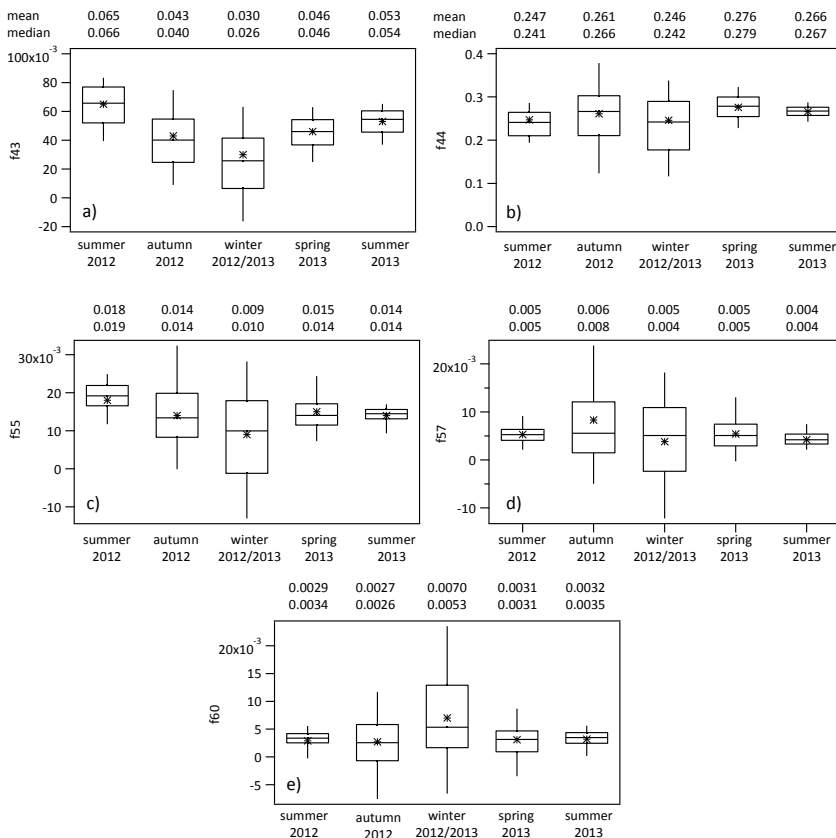 mean 0.065 0.043 0.030 0.046 0.053
median 0.066 0.040 0.026 0.046 0.054
100x10-3
80
60
40
20
0
-20
f43
a)
summer 2012
autumn 2012
winter 2012/2013
spring 2013
summer 2013
mean 0.247 0.261 0.246 0.276 0.266
median 0.241 0.266 0.242 0.279 0.267
0.4
0.3
0.2
0.1
0.0
f44
b)
summer 2012
autumn 2012
winter 2012/2013
spring 2013
summer 2013
0.018 0.014 0.009 0.015 0.014
0.019 0.014 0.010 0.014 0.014
30x10-3
20
10
0
-10
f55
c)
summer 2012
autumn 2012
winter 2012/2013
spring 2013
summer 2013
0.005 0.006 0.005 0.005 0.004
0.005 0.008 0.004 0.005 0.004
20x10-3
10
0
-10
f57
d)
summer 2012
autumn 2012
winter 2012/2013
spring 2013
summer 2013
0.0029 0.0027 0.0070 0.0031 0.0032
0.0034 0.0026 0.0053 0.0031 0.0035
20x10-3
15
10
5
0
-5
f60
e)
summer 2012
autumn 2012
winter 2012/2013
spring 2013
summer 2013